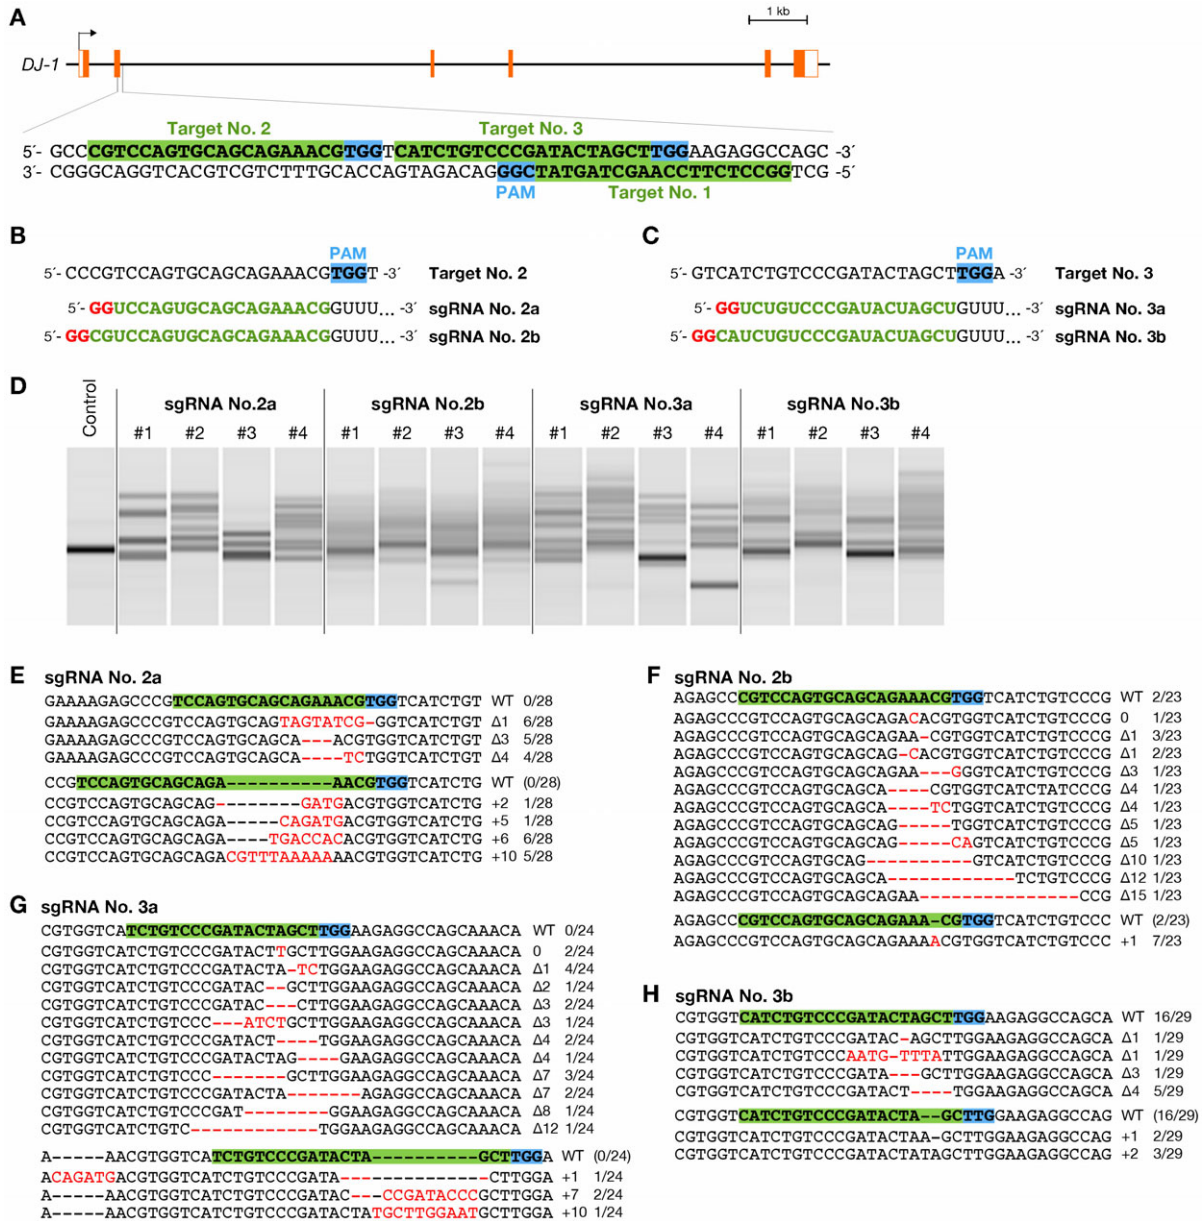 A
1 kb
DJ-1
Target No. 2 Target No. 3
5´- GCCCGTCCAGTGCAGCAGAAACGTGGTCATCTGTCCCGATACTAGCTTGGAAGAGGCCAGC -3´
3´- CGGGCAGGTCACGTCGTCTTTGCACCAGTAGACAGGGCTATGATCGAACCTTCTCCGGTCG -5´
PAM Target No. 1
B
PAM
5´- CCCGTCCAGTGCAGCAGAAACGTGGT -3´ Target No. 2
5´- GGUCCAGUGCAGCAGAAACGGUUU... -3´ sgRNA No. 2a
5´- GGCGUCCAGUGCAGCAGAAACGGUUU... -3´ sgRNA No. 2b
C
PAM
5´- GTCATCTGTCCCGATACTAGCTTGGA -3´ Target No. 3
5´- GGUCUGUCCCGAUACUAGCUGUUU... -3´ sgRNA No. 3a
5´- GGCAUCUGUCCCGAUACUAGCUGUUU... -3´ sgRNA No. 3b
D
Control
sgRNA No.2a sgRNA No.2b sgRNA No.3a sgRNA No.3b
#1 #2 #3 #4 #1 #2 #3 #4 #1 #2 #3 #4 #1 #2 #3 #4
E sgRNA No. 2a
GAAAAGAGCCCGTCCAGTGCAGCAGAAACGTGGTCATCTGT WT 0/28
GAAAAGAGCCCGTCCAGTGCAGTAGTATCG-GGTCATCTGT Δ1 6/28
GAAAAGAGCCCGTCCAGTGCAGCA---ACGTGGTCATCTGT Δ3 5/28
GAAAAGAGCCCGTCCAGTGCAGCA----TCTGGTCATCTGT Δ4 4/28
CCGTCCAGTGCAGCAGA----------AACGTGGTCATCTG WT (0/28)
CCGTCCAGTGCAGCAG--------GATGACGTGGTCATCTG +2 1/28
CCGTCCAGTGCAGCAGA-----CAGATGACGTGGTCATCTG +5 1/28
CCGTCCAGTGCAGCAGA----TGACCACACGTGGTCATCTG +6 6/28
CCGTCCAGTGCAGCAGACGTTTAAAAAAACGTGGTCATCTG +10 5/28
F sgRNA No. 2b
AGAGCCCGTCCAGTGCAGCAGAAACGTGGTCATCTGTCCCG WT 2/23
AGAGCCCGTCCAGTGCAGCAGACACGTGGTCATCTGTCCCG 0 1/23
AGAGCCCGTCCAGTGCAGCAGAA-CGTGGTCATCTGTCCCG Δ1 3/23
AGAGCCCGTCCAGTGCAGCAG-CACGTGGTCATCTGTCCCG Δ1 2/23
AGAGCCCGTCCAGTGCAGCAGAA---GGGTCATCTGTCCCG Δ3 1/23
AGAGCCCGTCCAGTGCAGCA----CGTGGTCATCTATCCCG Δ4 1/23
AGAGCCCGTCCAGTGCAGCA----TCTGGTCATCTGTCCCG Δ4 1/23
AGAGCCCGTCCAGTGCAGCAG-----TGGTCATCTGTCCCG Δ5 1/23
AGAGCCCGTCCAGTGCAGCAG-----CAGTCATCTGTCCCG Δ5 1/23
AGAGCCCGTCCAGTGCAG----------GTCATCTGTCCCG Δ10 1/23
AGAGCCCGTCCAGTGCAGCA------------TCTGTCCCG Δ12 1/23
AGAGCCCGTCCAGTGCAGCAGAA---------------CCG Δ15 1/23
AGAGCCCGTCCAGTGCAGCAGAAA-CGTGGTCATCTGTCCC WT (2/23)
AGAGCCCGTCCAGTGCAGCAGAAAACGTGGTCATCTGTCCC +1 7/23
G sgRNA No. 3a
CGTGGTCATCTGTCCCGATACTAGCTTGGAAGAGGCCAGCAAACA WT 0/24
CGTGGTCATCTGTCCCGATACTTGCTTGGAAGAGGCCAGCAAACA 0 2/24
CGTGGTCATCTGTCCCGATACTA-TCTGGAAGAGGCCAGCAAACA Δ1 4/24
CGTGGTCATCTGTCCCGATAC--GCTTGGAAGAGGCCAGCAAACA Δ2 1/24
CGTGGTCATCTGTCCCGATAC---CTTGGAAGAGGCCAGCAAACA Δ3 2/24
CGTGGTCATCTGTCCC---ATCTGCTTGGAAGAGGCCAGCAAACA Δ3 1/24
CGTGGTCATCTGTCCCGATACT----TGGAAGAGGCCAGCAAACA Δ4 2/24
CGTGGTCATCTGTCCCGATACTAG----GAAGAGGCCAGCAAACA Δ4 1/24
CGTGGTCATCTGTCCC-------GCTTGGAAGAGGCCAGCAAACA Δ7 3/24
CGTGGTCATCTGTCCCGATACTA-------AGAGGCCAGCAAACA Δ7 2/24
CGTGGTCATCTGTCCCGAT--------GGAAGAGGCCAGCAAACA Δ8 1/24
CGTGGTCATCTGTC------------TGGAAGAGGCCAGCAAACA Δ12 1/24
A-----AACGTGGTCATCTGTCCCGATACTA----------GCTTGGA WT (0/24)
ACAGATGAACGTGGTCATCTGTCCCGATA--------------CTTGGA +1 1/24
A-----AACGTGGTCATCTGTCCCGATAC---CCGATACCCGCTTGGA +7 2/24
A-----AACGTGGTCATCTGTCCCGATACTATGCTTGGAATGCTTGGA +10 1/24
H sgRNA No. 3b
CGTGGTCATCTGTCCCGATACTAGCTTGGAAGAGGCCAGCA WT 16/29
CGTGGTCATCTGTCCCGATAC-AGCTTGGAAGAGGCCAGCA Δ1 1/29
CGTGGTCATCTGTCCCAATG-TTTATTGGAAGAGGCCAGCA Δ1 1/29
CGTGGTCATCTGTCCCGATA---GCTTGGAAGAGGCCAGCA Δ3 1/29
CGTGGTCATCTGTCCCGATACT----TGGAAGAGGCCAGCA Δ4 5/29
CGTGGTCATCTGTCCCGATACTA--GCTTGGAAGAGGCCAG WT (16/29)
CGTGGTCATCTGTCCCGATACTAA-GCTTGGAAGAGGCCAG +1 2/29
CGTGGTCATCTGTCCCGATACTATAGCTTGGAAGAGGCCAG +2 3/29